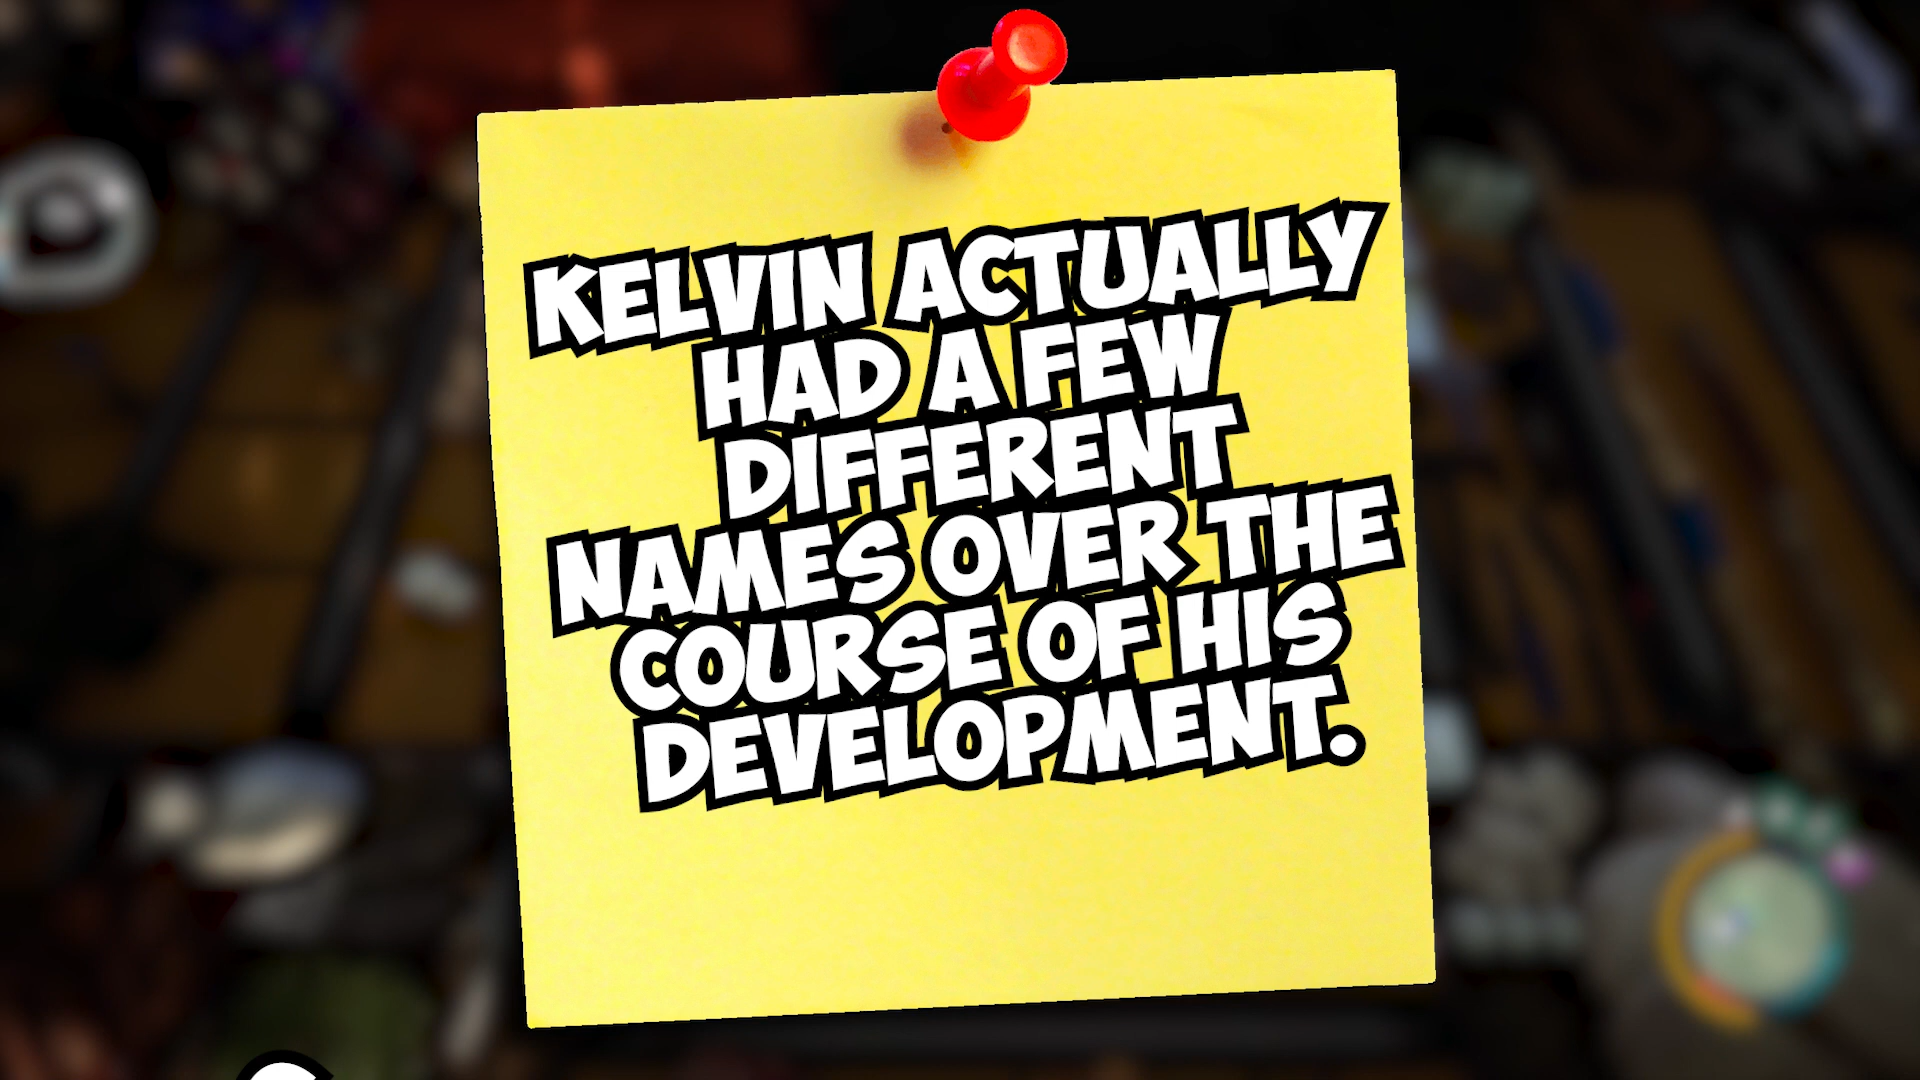 KELVIN ACTUALLY
HAD A FEW
DIFFERENT
NAMES OVER THE
COURSE OF HIS
DEVELOPMENT.